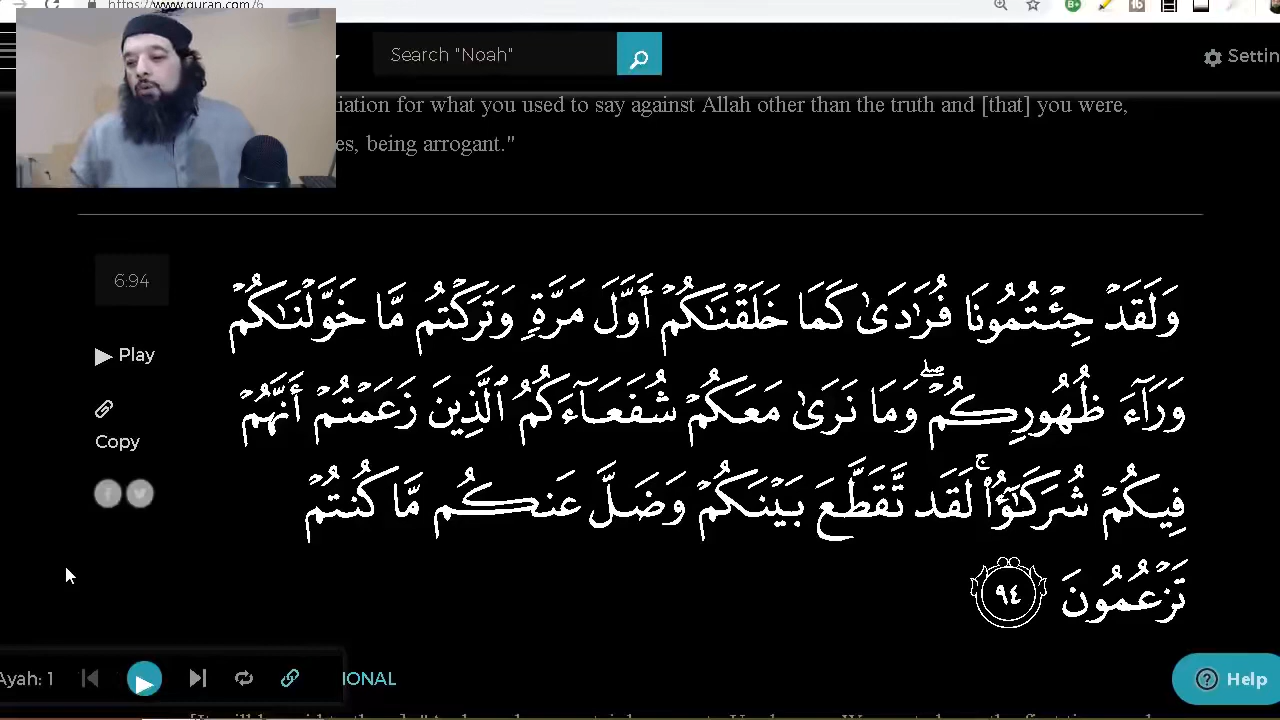 https://www.quran.com/6
Search "Noah"
Settin
iation for what you used to say against Allah other than the truth and [that] you were,
es, being arrogant."
6:94
وَلَقَدْ جِئْتُمُونَا فُرَٰدَىٰ كَمَا خَلَقْنَٰكُمْ أَوَّلَ مَرَّةٍ وَتَرَكْتُم مَّا خَوَّلْنَٰكُمْ
وَرَآءَ ظُهُورِكُمْ ۖ وَمَا نَرَىٰ مَعَكُمْ شُفَعَآءَكُمُ ٱلَّذِينَ زَعَمْتُمْ أَنَّهُمْ
فِيكُمْ شُرَكَٰٓؤُا۟ ۚ لَقَد تَّقَطَّعَ بَيْنَكُمْ وَضَلَّ عَنكُم مَّا كُنتُمْ
تَزْعُمُونَ ٩٤
Play
Copy
Ayah: 1
IONAL
Help